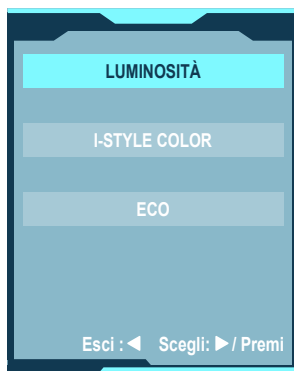 LUMINOSITÀ
I-STYLE COLOR
ECO
Esci : ◀ Scegli: ▶ / Premi